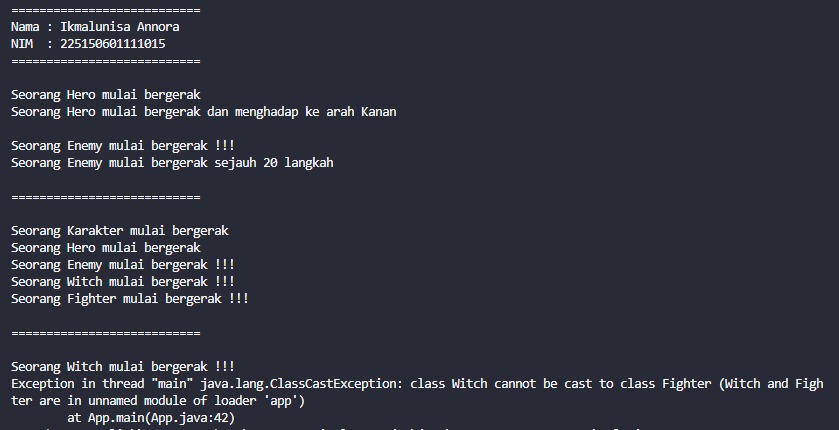 ===========================
Nama : Ikmalunisa Annora
NIM  : 225150601111015
===========================
Seorang Hero mulai bergerak
Seorang Hero mulai bergerak dan menghadap ke arah Kanan
Seorang Enemy mulai bergerak !!!
Seorang Enemy mulai bergerak sejauh 20 langkah
===========================
Seorang Karakter mulai bergerak
Seorang Hero mulai bergerak
Seorang Enemy mulai bergerak !!!
Seorang Witch mulai bergerak !!!
Seorang Fighter mulai bergerak !!!
===========================
Seorang Witch mulai bergerak !!!
Exception in thread "main" java.lang.ClassCastException: class Witch cannot be cast to class Fighter (Witch and Figh
ter are in unnamed module of loader 'app')
        at App.main(App.java:42)